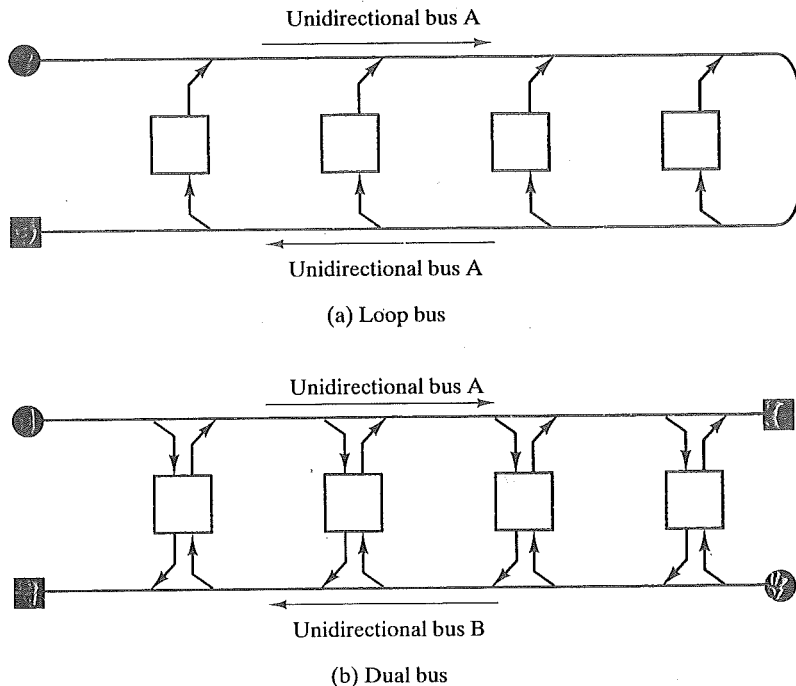 Unidirectional bus A
Unidirectional bus A
(a) Loop bus
Unidirectional bus A
Unidirectional bus B
(b) Dual bus